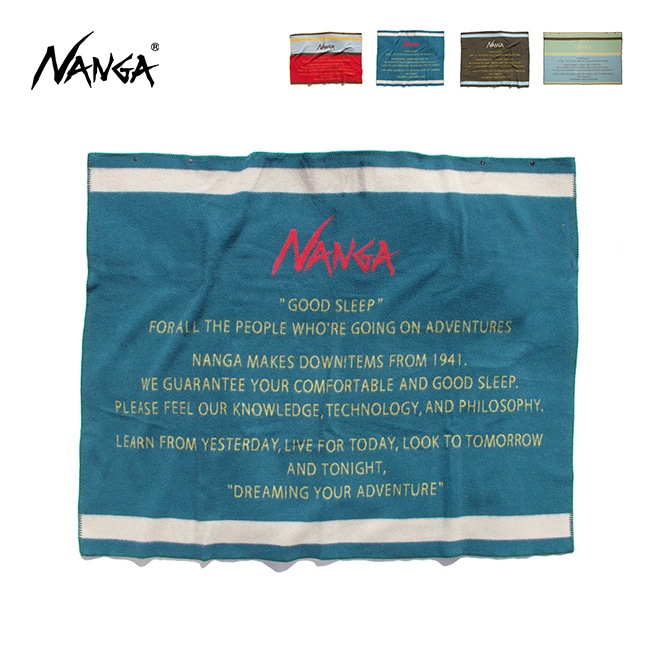 NANGA®
NANGA
"GOOD SLEEP"
FORALL THE PEOPLE WHO'RE GOING ON ADVENTURES
NANGA MAKES DOWNITEMS FROM 1941.
WE GUARANTEE YOUR COMFORTABLE AND GOOD SLEEP.
PLEASE FEEL OUR KNOWLEDGE, TECHNOLOGY, AND PHILOSOPHY.
LEARN FROM YESTERDAY, LIVE FOR TODAY, LOOK TO TOMORROW
AND TONIGHT,
"DREAMING YOUR ADVENTURE"